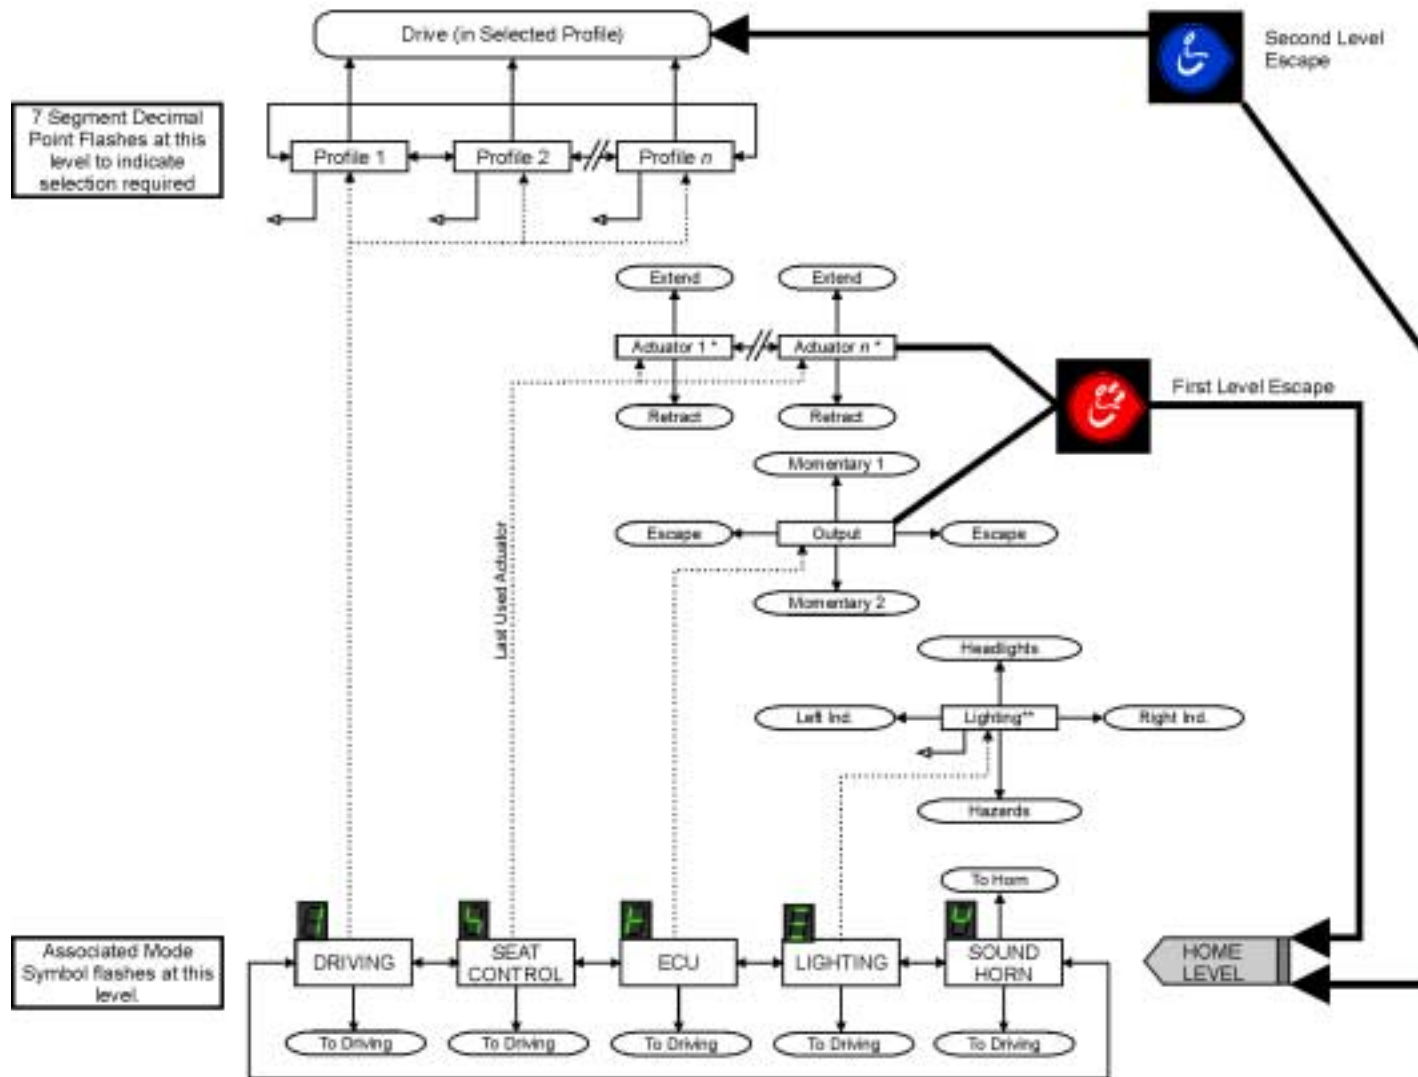 Drive (in Selected Profile)
Second Level
Escape
7 Segment Decimal
Point Flashes at this
level to indicate
selection required
Profile 1
Profile 2
Profile n
Extend
Extend
Actuator 1 *
Actuator n *
First Level Escape
Retract
Retract
Momentary 1
Last Used Actuator
Escape
Output
Escape
Momentary 2
Headlights
Left Ind.
Lighting**
Right Ind.
Hazards
To Horn
Associated Mode
Symbol flashes at this
level.
DRIVING
SEAT
CONTROL
ECU
LIGHTING
SOUND
HORN
HOME
LEVEL
To Driving
To Driving
To Driving
To Driving
To Driving